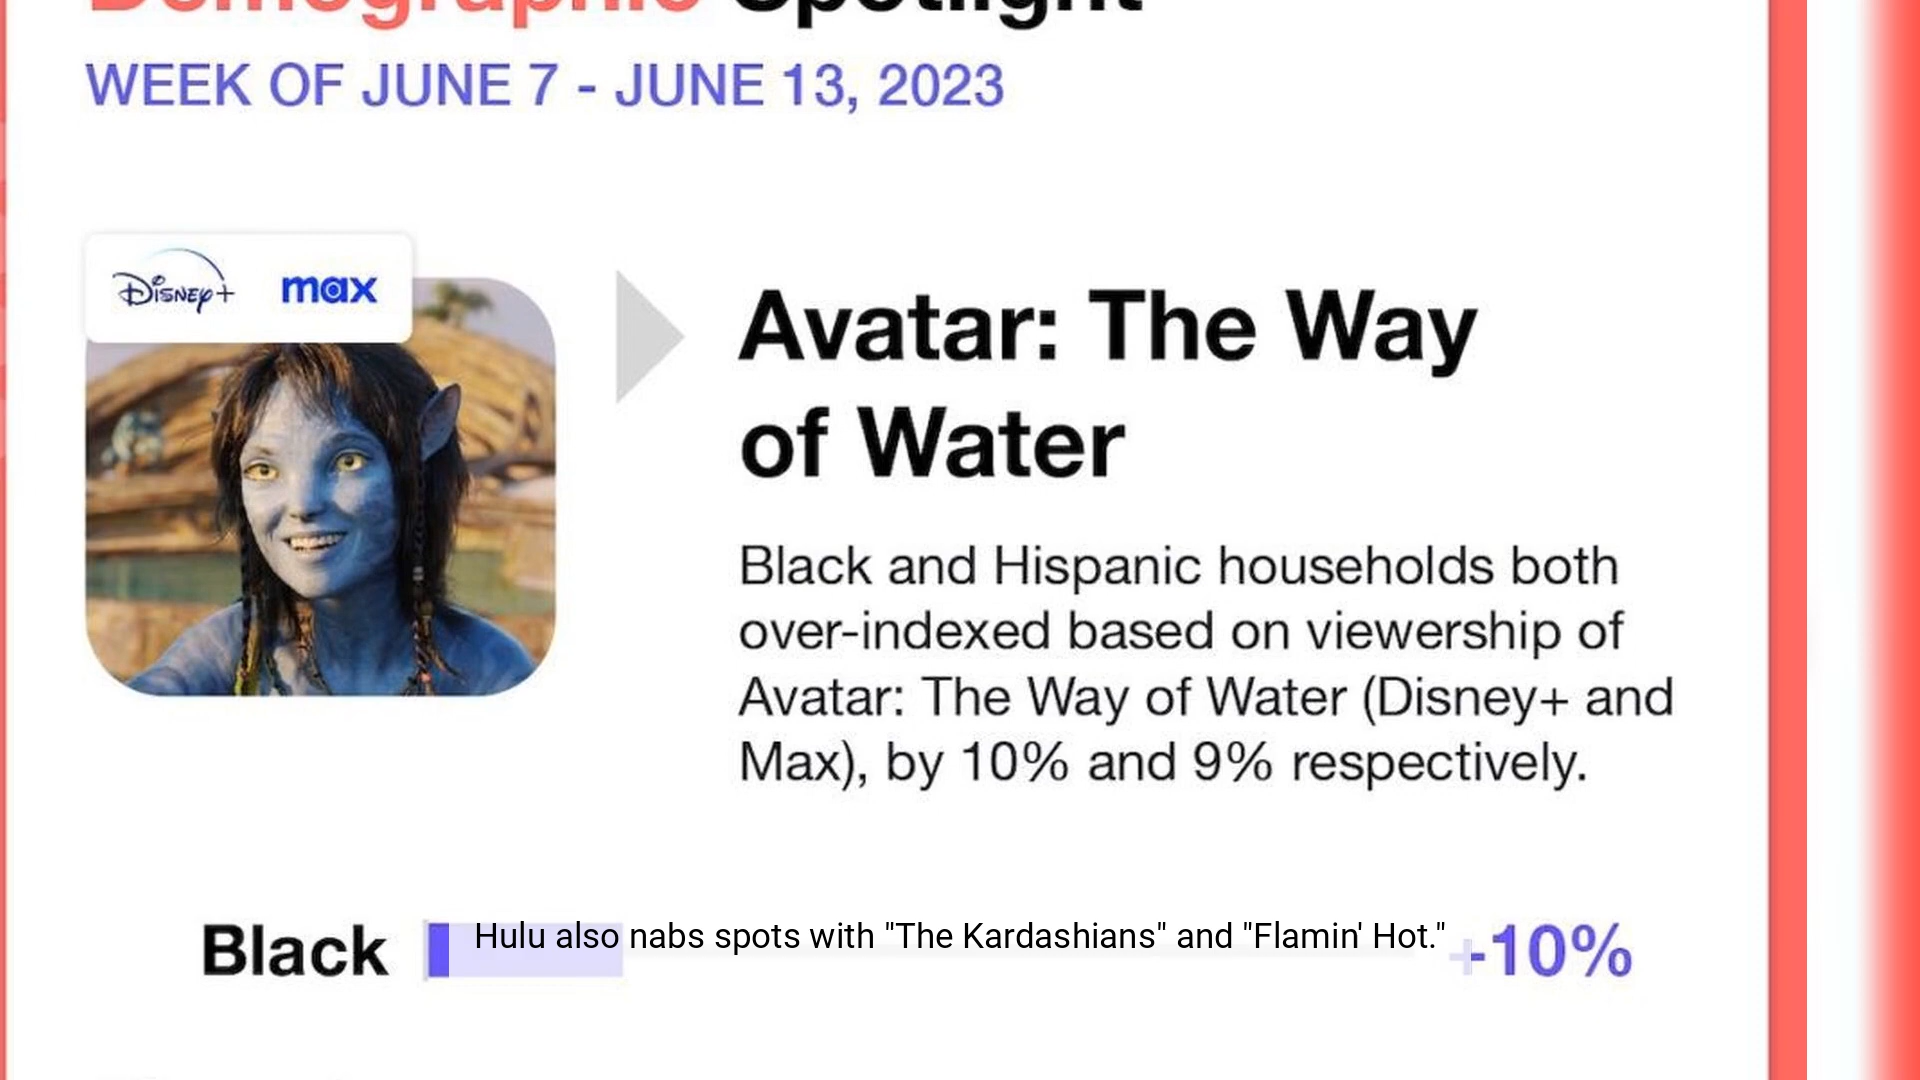 Demographic Spotlight
WEEK OF JUNE 7 - JUNE 13, 2023
Disney+ max
Avatar: The Way
of Water
Black and Hispanic households both
over-indexed based on viewership of
Avatar: The Way of Water (Disney+ and
Max), by 10% and 9% respectively.
Black +10%
Hulu also nabs spots with "The Kardashians" and "Flamin' Hot."